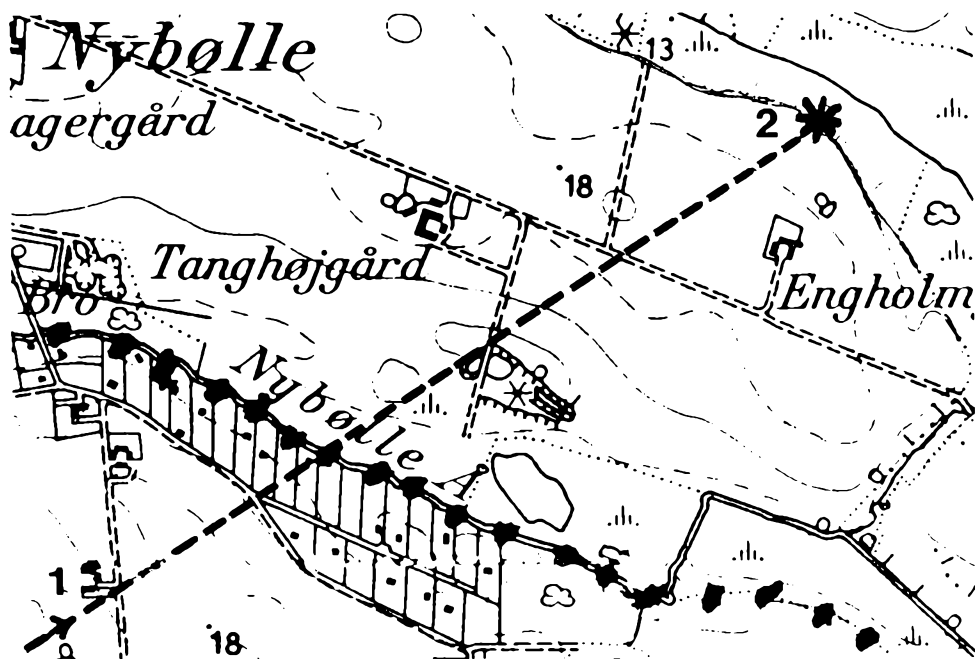 Nybølle
agergård
13
2
18
Tanghøjgård
Engholm
Bro
Nybølle Å
1
18